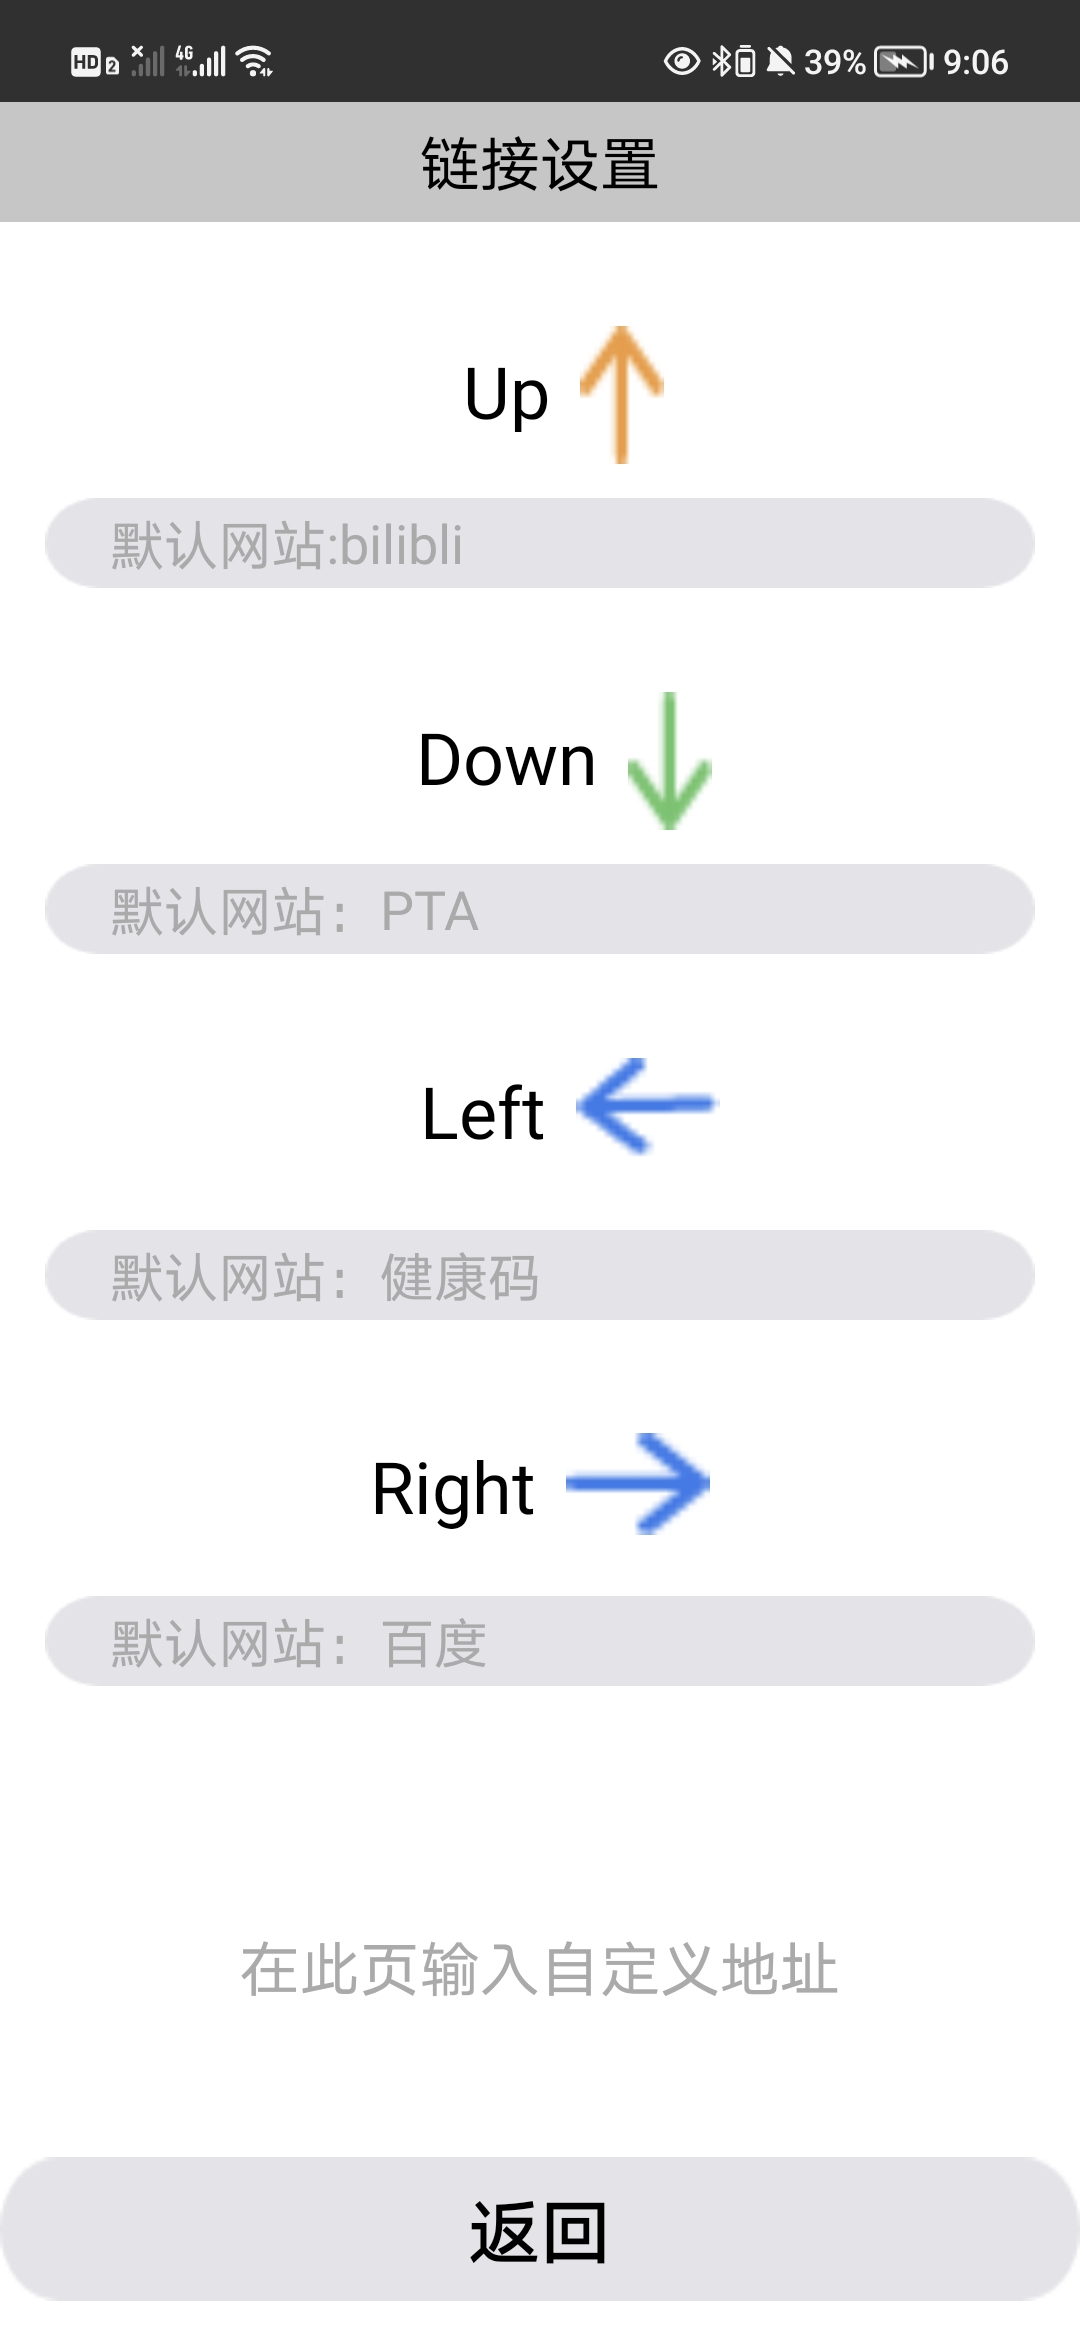 HD 2 4G 39% 9:06
链接设置
Up
默认网站:bilibli
Down
默认网站：PTA
Left
默认网站：健康码
Right
默认网站：百度
在此页输入自定义地址
返回